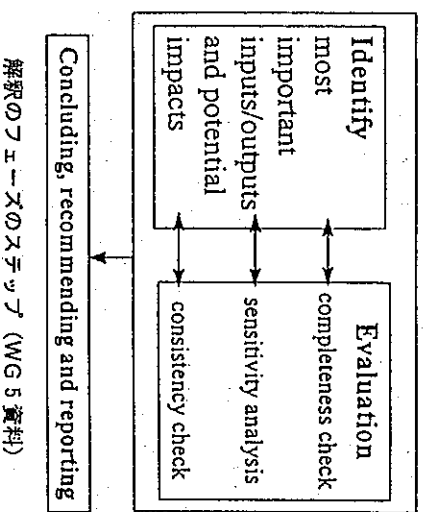 Identify
most
important
inputs/outputs
and potential
impacts
Evaluation
completeness check
sensitivity analysis
consistency check
Concluding, recommending and reporting
解釈のフェーズのステップ (WG 5 資料)